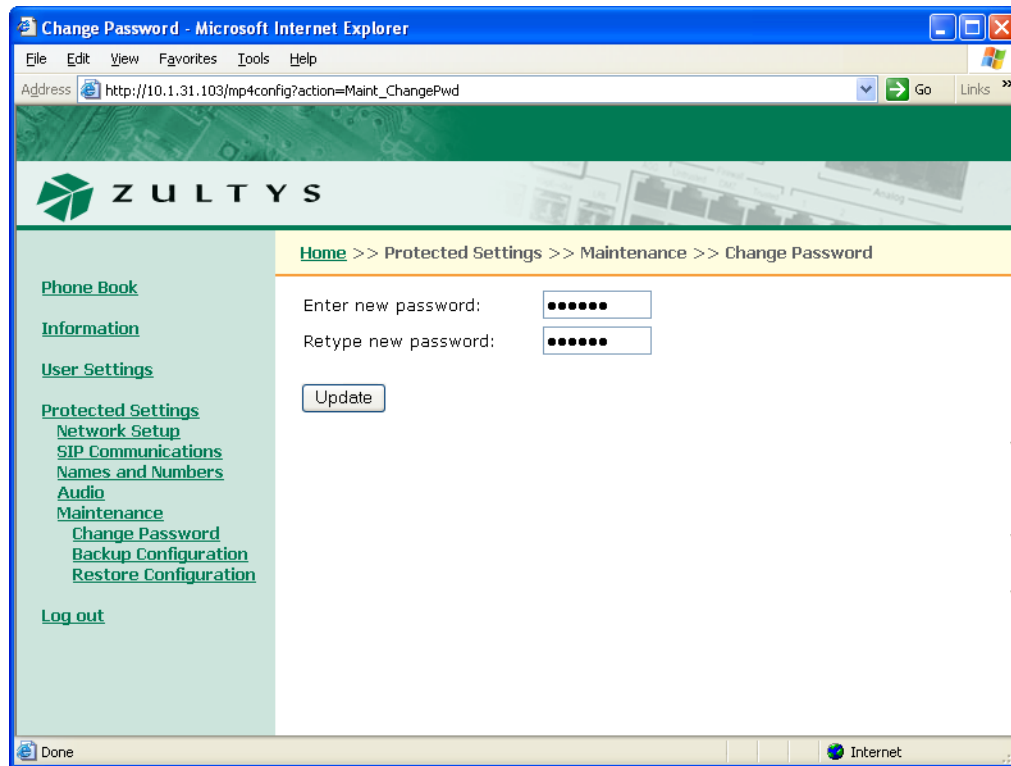 Change Password - Microsoft Internet Explorer
File Edit View Favorites Tools Help
Address http://10.1.31.103/mp4config?action=Maint_ChangePwd Go Links »
ZULTYS
Home >> Protected Settings >> Maintenance >> Change Password
Phone Book
Information
User Settings
Protected Settings
Network Setup
SIP Communications
Names and Numbers
Audio
Maintenance
Change Password
Backup Configuration
Restore Configuration
Log out
Enter new password: ●●●●●●
Retype new password: ●●●●●●
Update
Analog
Done Internet